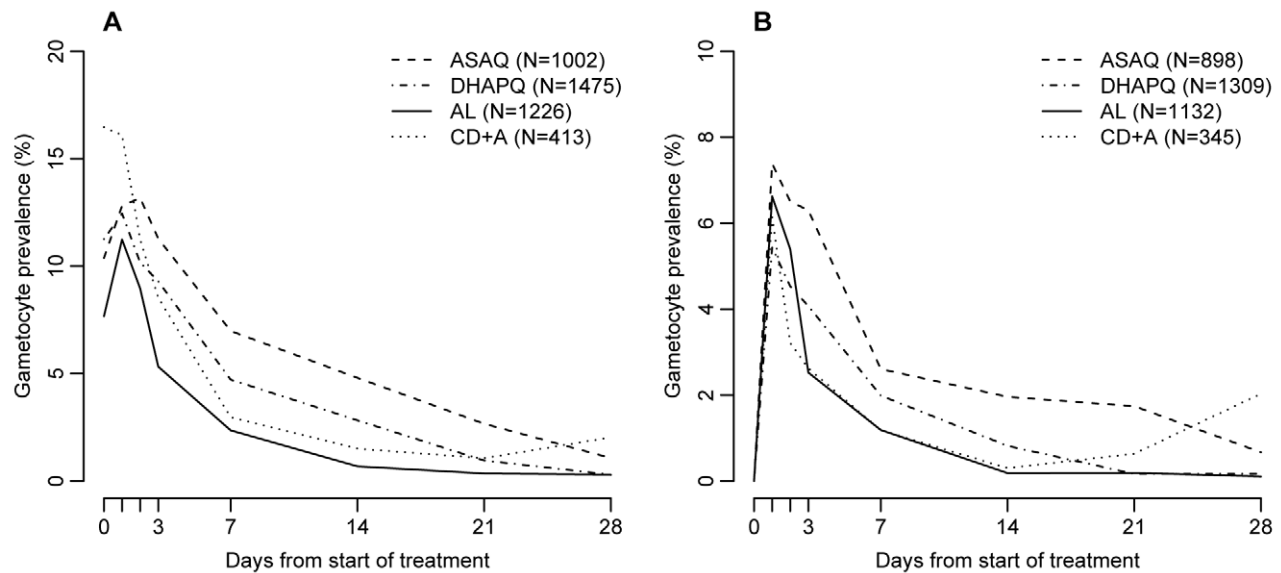 A
Gametocyte prevalence (%)
20
15
10
5
0
ASAQ (N=1002)
DHAPQ (N=1475)
AL (N=1226)
CD+A (N=413)
0 3 7 14 21 28
Days from start of treatment
B
Gametocyte prevalence (%)
10
8
6
4
2
0
ASAQ (N=898)
DHAPQ (N=1309)
AL (N=1132)
CD+A (N=345)
0 3 7 14 21 28
Days from start of treatment